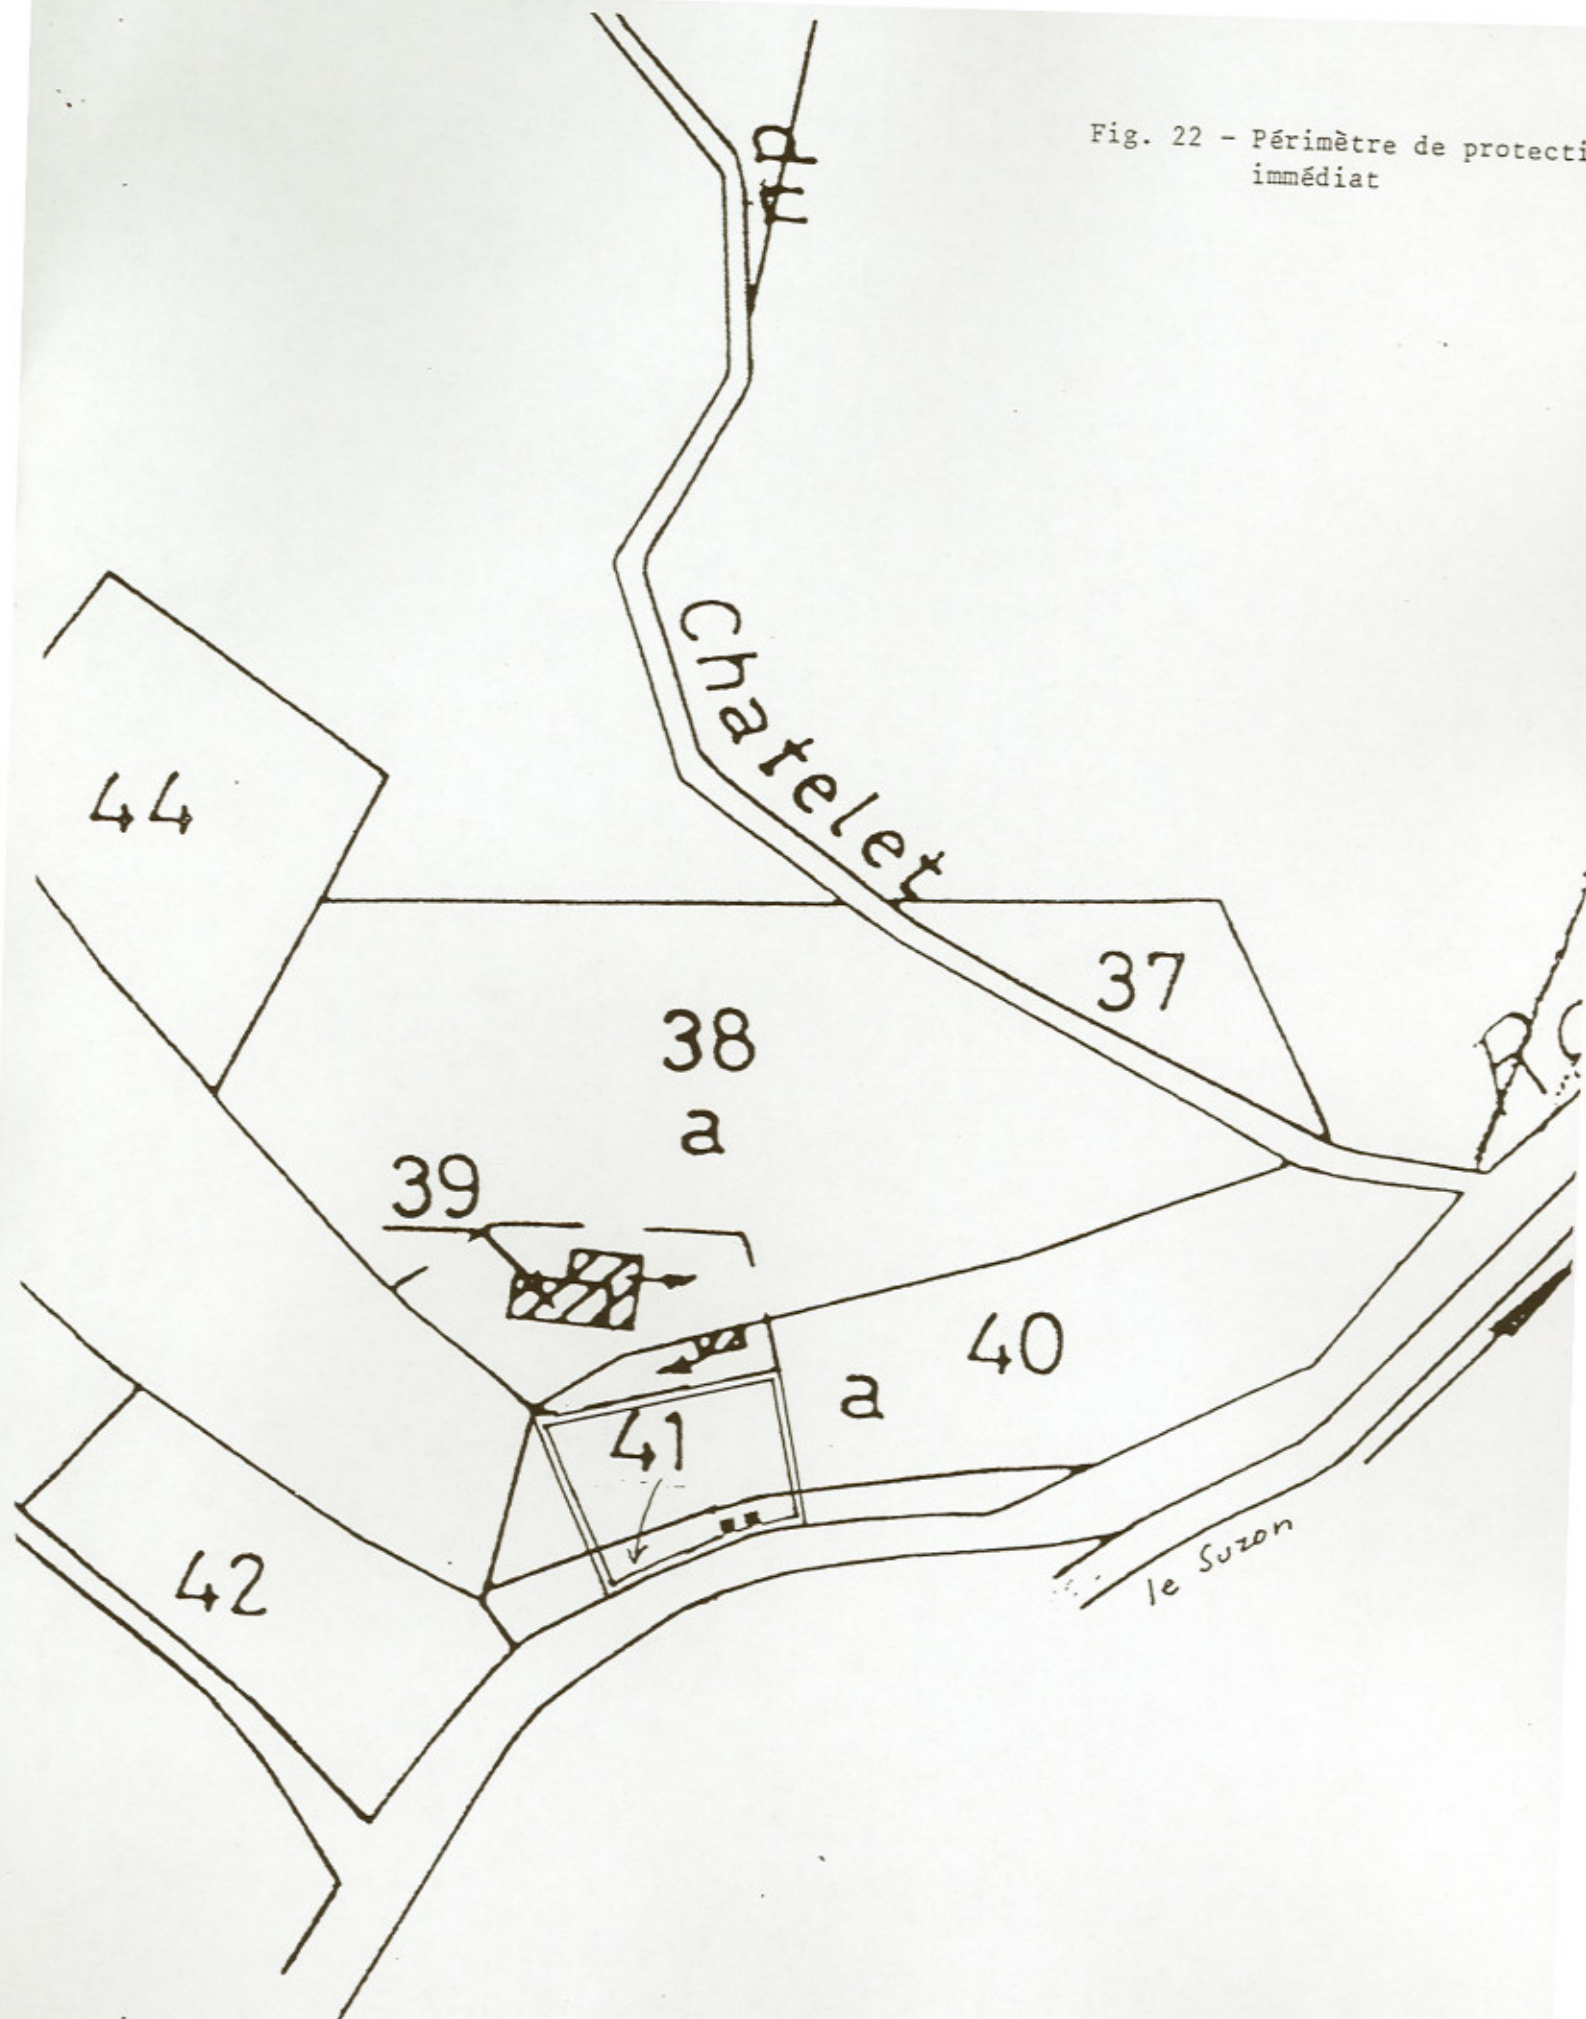 Fig. 22 - Périmètre de protecti
immédiat
du
Chatelet
44
37
38
a
39
40
a
41
42
le Suzon